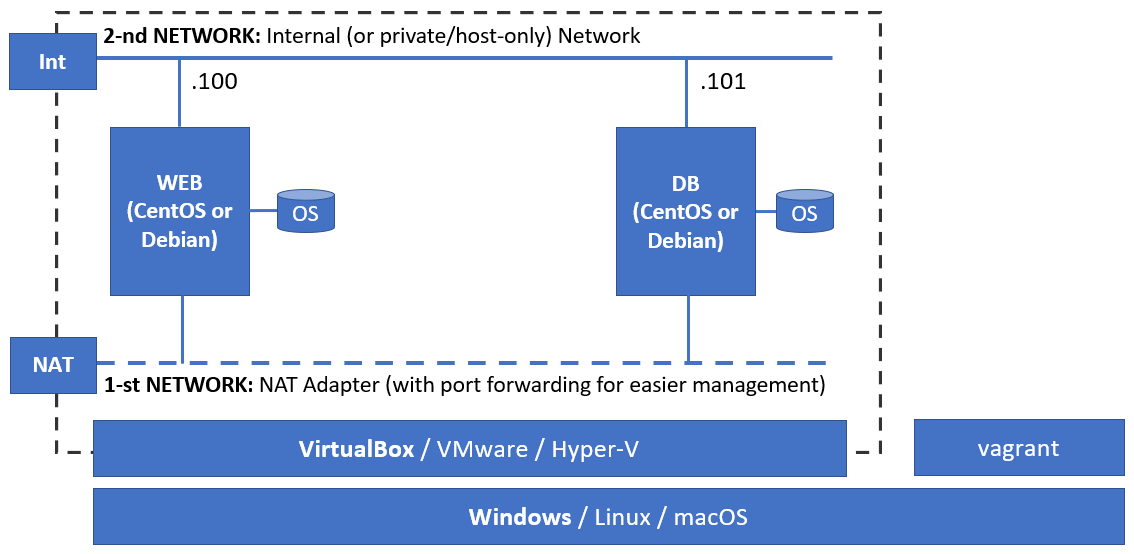 2-nd NETWORK: Internal (or private/host-only) Network
Int
.100
.101
WEB
(CentOS or
Debian)
OS
DB
(CentOS or
Debian)
OS
NAT
1-st NETWORK: NAT Adapter (with port forwarding for easier management)
VirtualBox / VMware / Hyper-V
vagrant
Windows / Linux / macOS